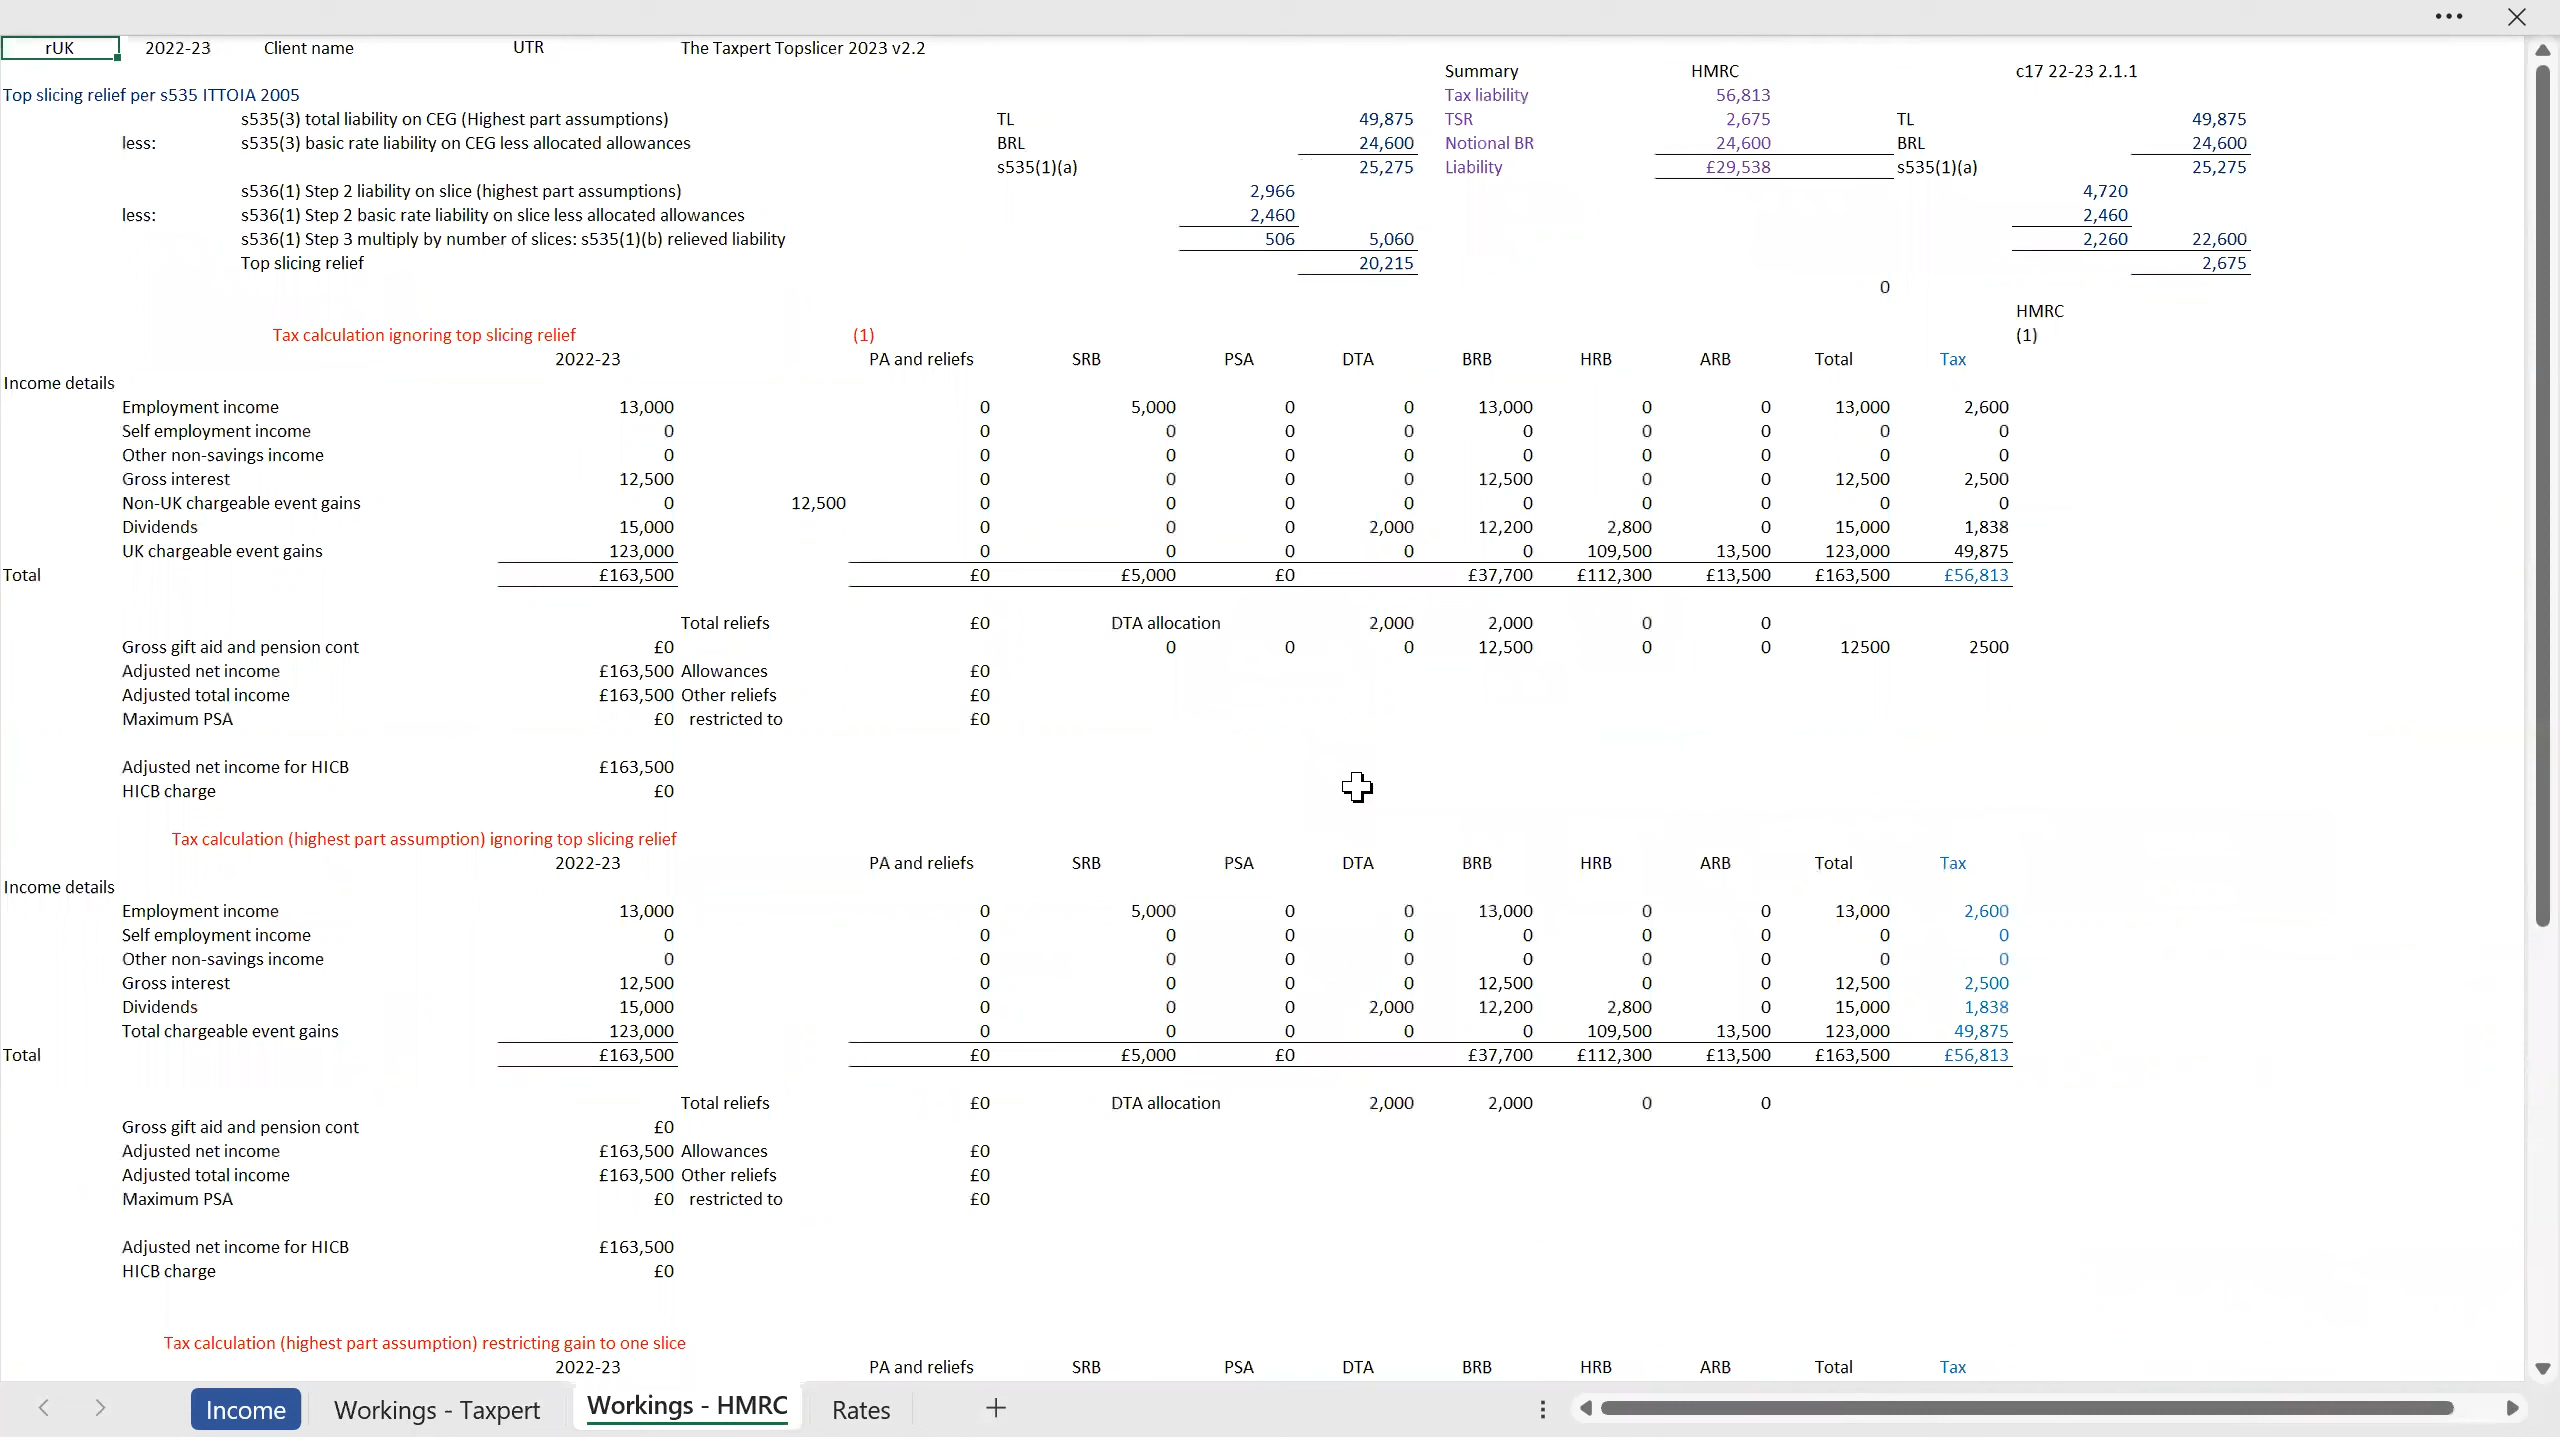 rUK 2022-23 Client name UTR The Taxpert Topslicer 2023 v2.2
Summary HMRC c17 22-23 2.1.1
Top slicing relief per s535 ITTOIA 2005 Tax liability 56,813
s535(3) total liability on CEG (Highest part assumptions) TL 49,875 TSR 2,675 TL 49,875
less: s535(3) basic rate liability on CEG less allocated allowances BRL 24,600 Notional BR 24,600 BRL 24,600
s535(1)(a) 25,275 Liability £29,538 s535(1)(a) 25,275
s536(1) Step 2 liability on slice (highest part assumptions) 2,966 4,720
less: s536(1) Step 2 basic rate liability on slice less allocated allowances 2,460 2,460
s536(1) Step 3 multiply by number of slices: s535(1)(b) relieved liability 506 5,060 2,260 22,600
Top slicing relief 20,215 2,675
0
HMRC
Tax calculation ignoring top slicing relief (1) (1)
2022-23 PA and reliefs SRB PSA DTA BRB HRB ARB Total Tax
Income details
Employment income 13,000 0 5,000 0 0 13,000 0 0 13,000 2,600
Self employment income 0 0 0 0 0 0 0 0 0 0
Other non-savings income 0 0 0 0 0 0 0 0 0 0
Gross interest 12,500 0 0 0 0 12,500 0 0 12,500 2,500
Non-UK chargeable event gains 0 12,500 0 0 0 0 0 0 0 0 0
Dividends 15,000 0 0 0 2,000 12,200 2,800 0 15,000 1,838
UK chargeable event gains 123,000 0 0 0 0 0 109,500 13,500 123,000 49,875
Total £163,500 £0 £5,000 £0 £37,700 £112,300 £13,500 £163,500 £56,813
Total reliefs £0 DTA allocation 2,000 2,000 0 0
Gross gift aid and pension cont £0 0 0 0 12,500 0 0 12500 2500
Adjusted net income £163,500 Allowances £0
Adjusted total income £163,500 Other reliefs £0
Maximum PSA £0 restricted to £0
Adjusted net income for HICB £163,500
HICB charge £0
Tax calculation (highest part assumption) ignoring top slicing relief
2022-23 PA and reliefs SRB PSA DTA BRB HRB ARB Total Tax
Income details
Employment income 13,000 0 5,000 0 0 13,000 0 0 13,000 2,600
Self employment income 0 0 0 0 0 0 0 0 0 0
Other non-savings income 0 0 0 0 0 0 0 0 0 0
Gross interest 12,500 0 0 0 0 12,500 0 0 12,500 2,500
Dividends 15,000 0 0 0 2,000 12,200 2,800 0 15,000 1,838
Total chargeable event gains 123,000 0 0 0 0 0 109,500 13,500 123,000 49,875
Total £163,500 £0 £5,000 £0 £37,700 £112,300 £13,500 £163,500 £56,813
Total reliefs £0 DTA allocation 2,000 2,000 0 0
Gross gift aid and pension cont £0
Adjusted net income £163,500 Allowances £0
Adjusted total income £163,500 Other reliefs £0
Maximum PSA £0 restricted to £0
Adjusted net income for HICB £163,500
HICB charge £0
Tax calculation (highest part assumption) restricting gain to one slice
2022-23 PA and reliefs SRB PSA DTA BRB HRB ARB Total Tax
Income Workings - Taxpert Workings - HMRC Rates